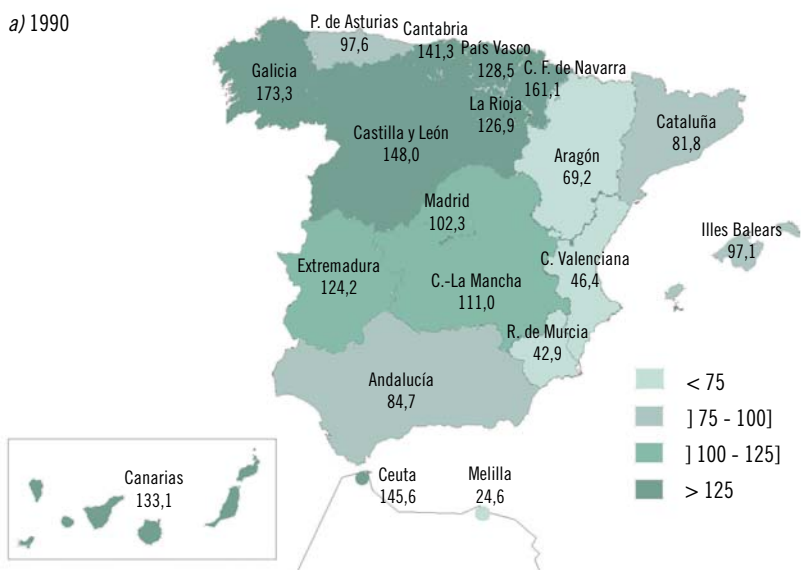 a) 1990
P. de Asturias
97,6
Cantabria
141,3
País Vasco
128,5
C. F. de Navarra
161,1
Galicia
173,3
La Rioja
126,9
Castilla y León
148,0
Cataluña
81,8
Aragón
69,2
Madrid
102,3
Illes Balears
97,1
C. Valenciana
46,4
Extremadura
124,2
C.-La Mancha
111,0
R. de Murcia
42,9
Andalucía
84,7
< 75
] 75 - 100]
] 100 - 125]
> 125
Canarias
133,1
Ceuta
145,6
Melilla
24,6